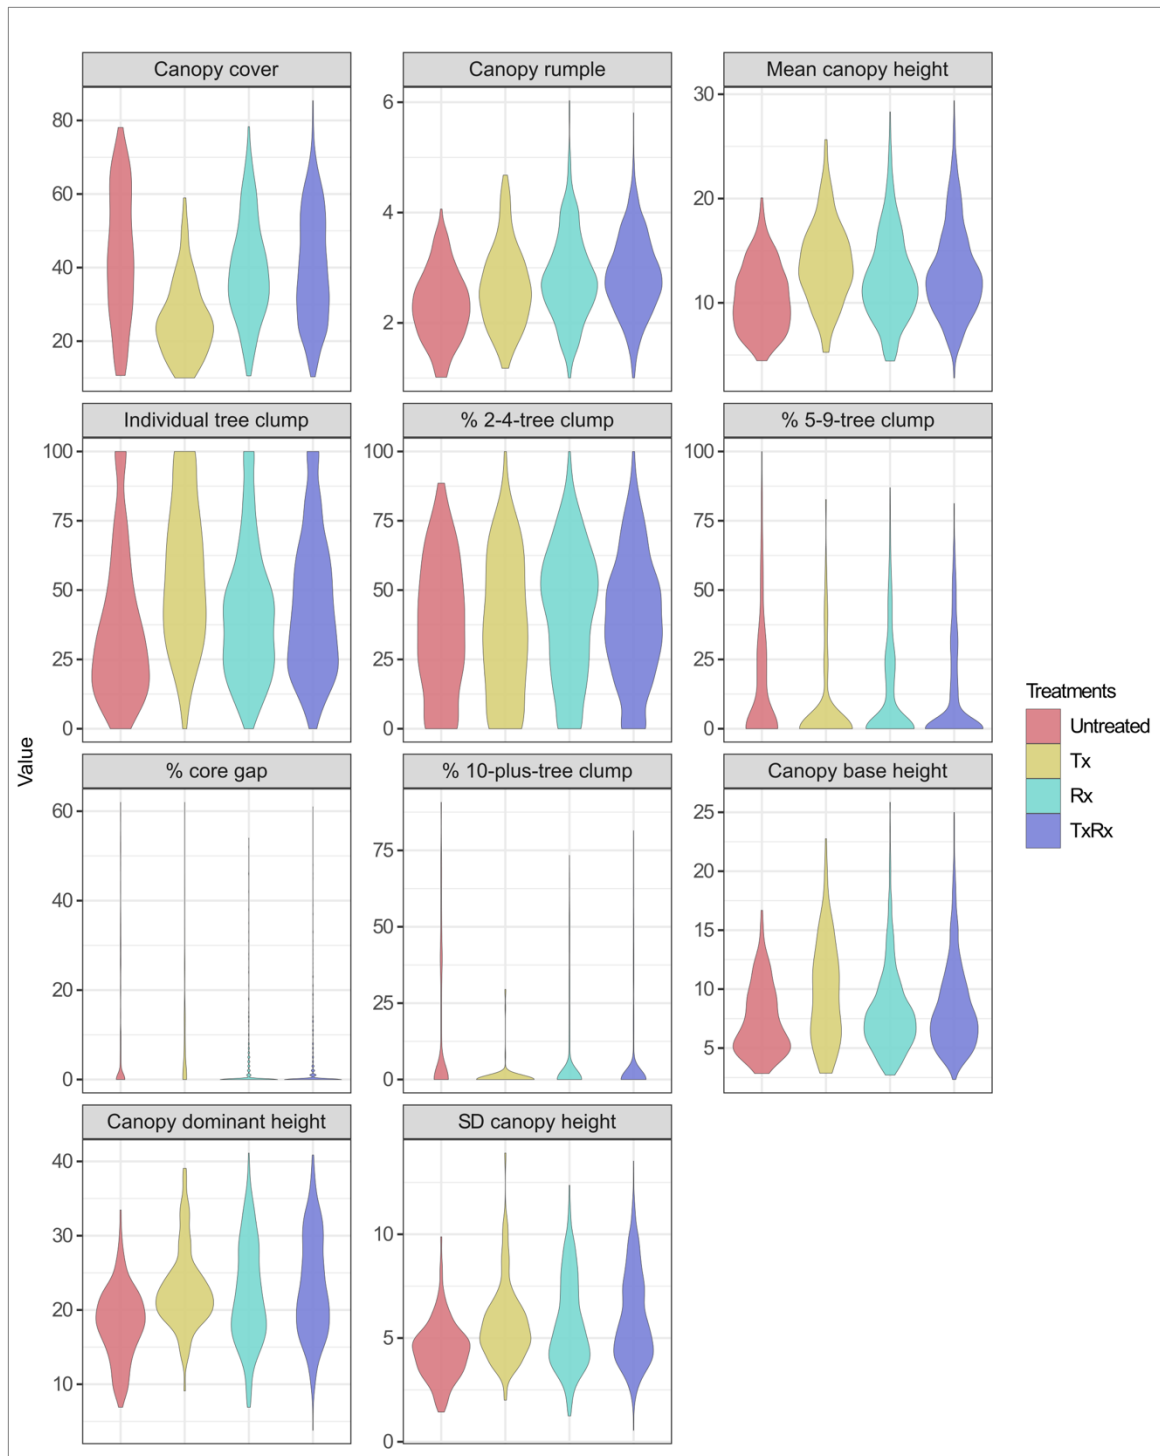 Canopy cover
Canopy rumple
Mean canopy height
80
60
40
20
6
4
2
30
20
10
Individual tree clump
% 2-4-tree clump
% 5-9-tree clump
100
75
50
25
0
100
75
50
25
0
100
75
50
25
0
Value
% core gap
% 10-plus-tree clump
Canopy base height
60
40
20
0
75
50
25
0
25
20
15
10
5
Canopy dominant height
SD canopy height
40
30
20
10
10
5
0
Treatments
Untreated
Tx
Rx
TxRx